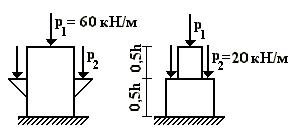 p₁ = 60 кН/м
p₂
p₁
p₂=20 кН/м
0,5h
0,5h